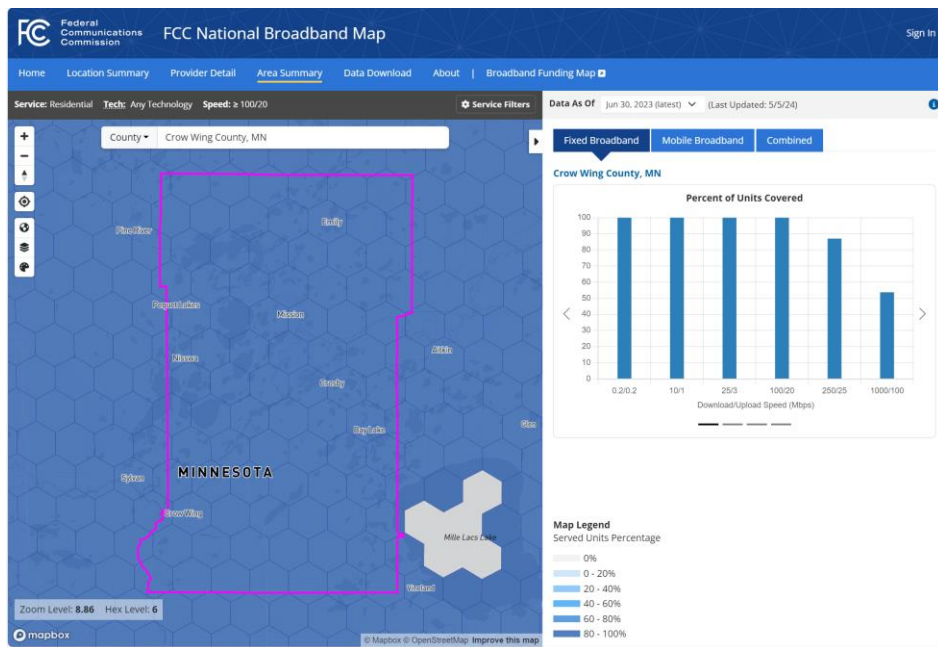 FCC Federal Communications Commission
FCC National Broadband Map
Sign In
Home Location Summary Provider Detail Area Summary Data Download About | Broadband Funding Map
Service: Residential Tech: Any Technology Speed: ≥ 100/20 Service Filters
Data As Of Jun 30, 2023 (latest) (Last Updated: 5/5/24)
County Crow Wing County, MN
Pine River
Emily
Pequot Lakes
Mission
Nisswa
Aitkin
Crosby
Bay Lake
Glen
MINNESOTA
Sylvan
Crow Wing
Mille Lacs Lake
Vineland
Zoom Level: 8.86 Hex Level: 6
mapbox
© Mapbox © OpenStreetMap Improve this map
Fixed Broadband Mobile Broadband Combined
Crow Wing County, MN
Percent of Units Covered
100
90
80
70
60
50
40
30
20
10
0
0.2/0.2 10/1 25/3 100/20 250/25 1000/100
Download/Upload Speed (Mbps)
Map Legend
Served Units Percentage
0%
0 - 20%
20 - 40%
40 - 60%
60 - 80%
80 - 100%